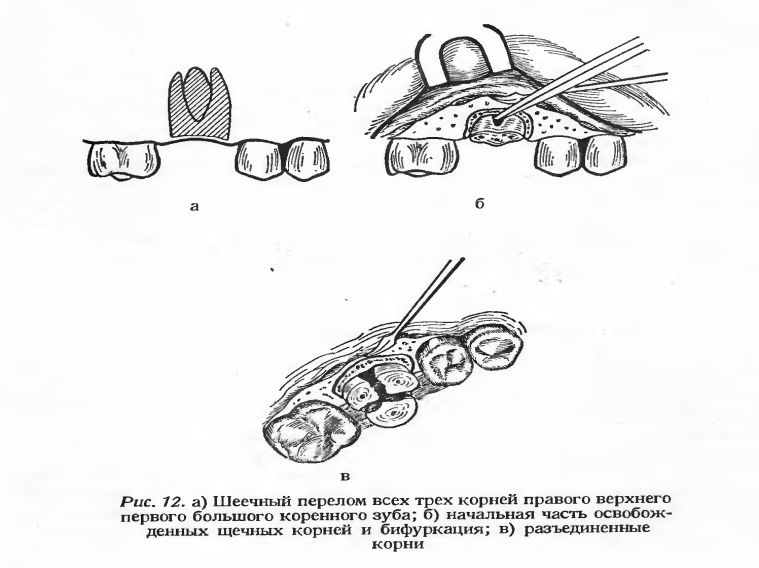 а
б
в
Рис. 12. а) Шеечный перелом всех трех корней правого верхнего
первого большого коренного зуба; б) начальная часть освобож-
денных щечных корней и бифуркация; в) разъединенные
корни